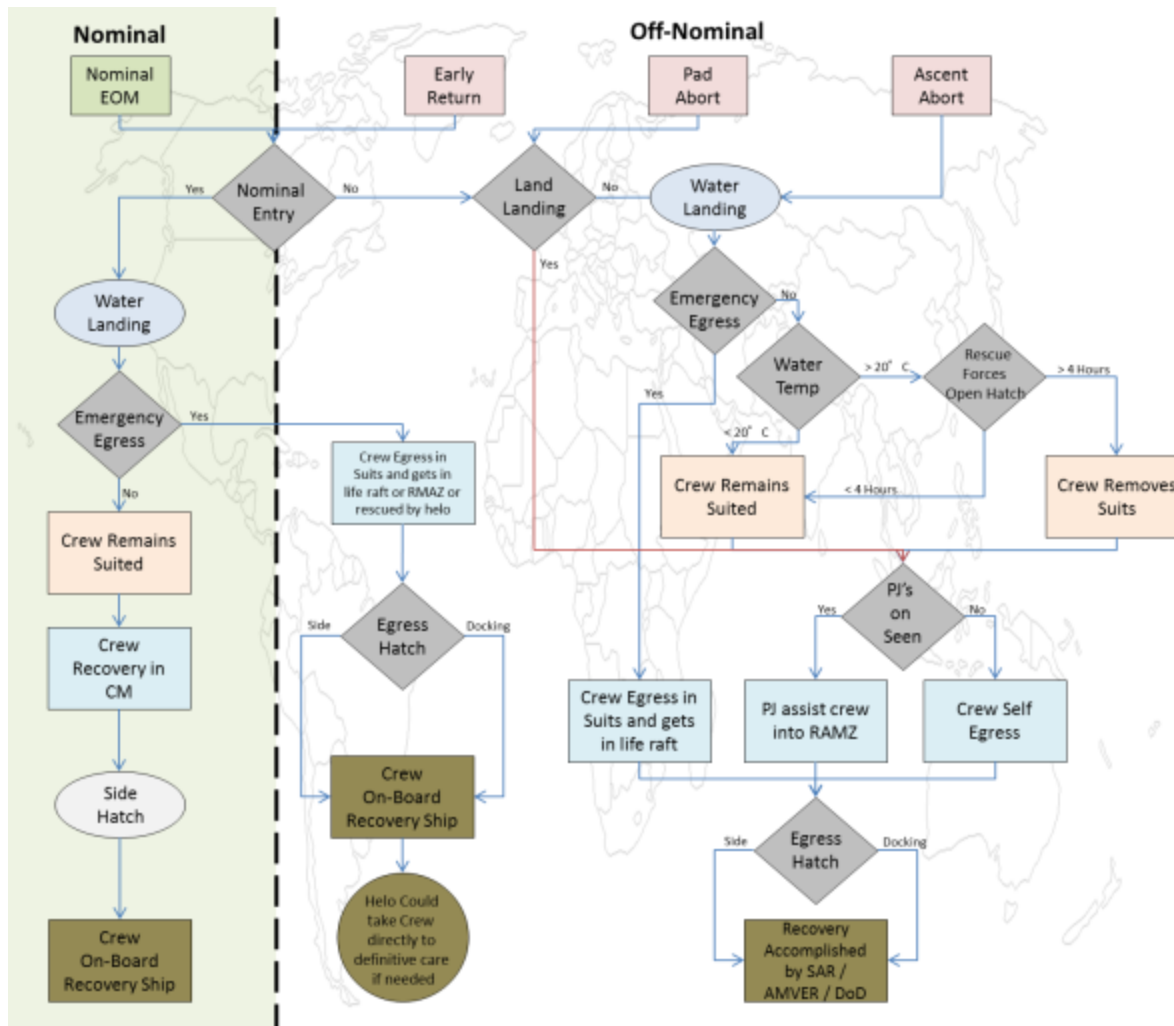 Nominal
Off-Nominal
Nominal
EOM
Early
Return
Pad
Abort
Ascent
Abort
Nominal
Entry
Yes
No
Land
Landing
No
Yes
Water
Landing
Water
Landing
Emergency
Egress
No
Yes
Water
Temp
> 20° C
< 20° C
Rescue
Forces
Open Hatch
> 4 Hours
< 4 Hours
Emergency
Egress
Yes
No
Crew Egress in
Suits and gets in
life raft or RMAZ or
rescued by helo
Crew Remains
Suited
Crew Removes
Suits
Crew Remains
Suited
PJ's
on
Seen
Yes
No
Egress
Hatch
Side
Docking
Crew
Recovery in
CM
Crew Egress in
Suits and gets
in life raft
PJ assist crew
into RAMZ
Crew Self
Egress
Side
Hatch
Crew
On-Board
Recovery Ship
Egress
Hatch
Side
Docking
Helo Could
take Crew
directly to
definitive care
if needed
Crew
On-Board
Recovery Ship
Recovery
Accomplished
by SAR /
AMVER / DoD